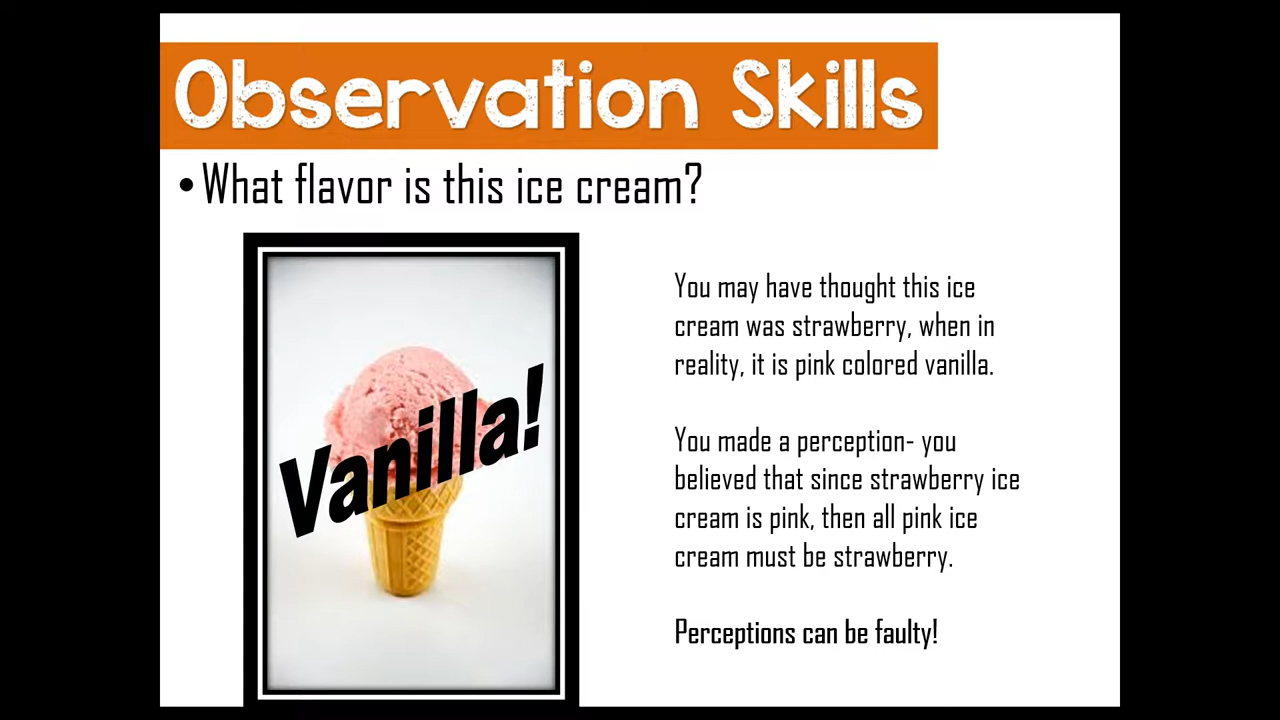 Observation Skills
•What flavor is this ice cream?
Vanilla!
You may have thought this ice
cream was strawberry, when in
reality, it is pink colored vanilla.
You made a perception- you
believed that since strawberry ice
cream is pink, then all pink ice
cream must be strawberry.
Perceptions can be faulty!